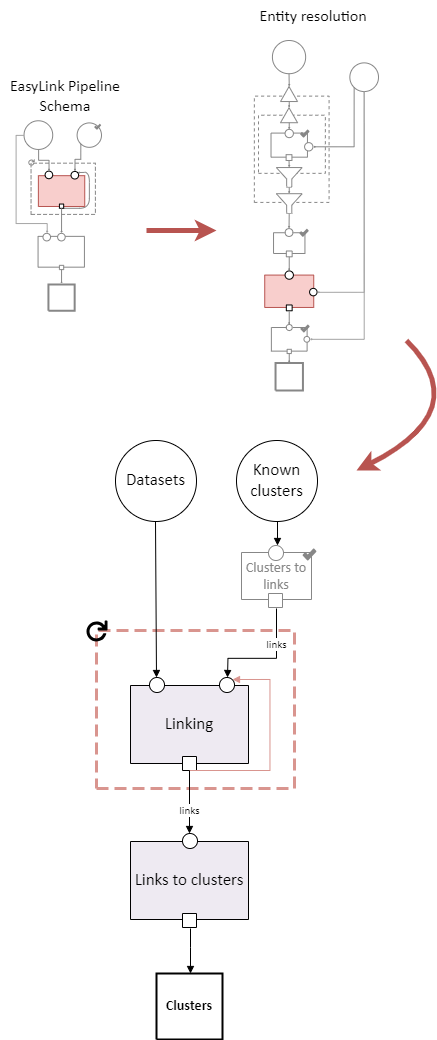 Entity resolution
EasyLink Pipeline
Schema
Datasets
Known
clusters
Clusters to
links
links
Linking
links
Links to clusters
Clusters